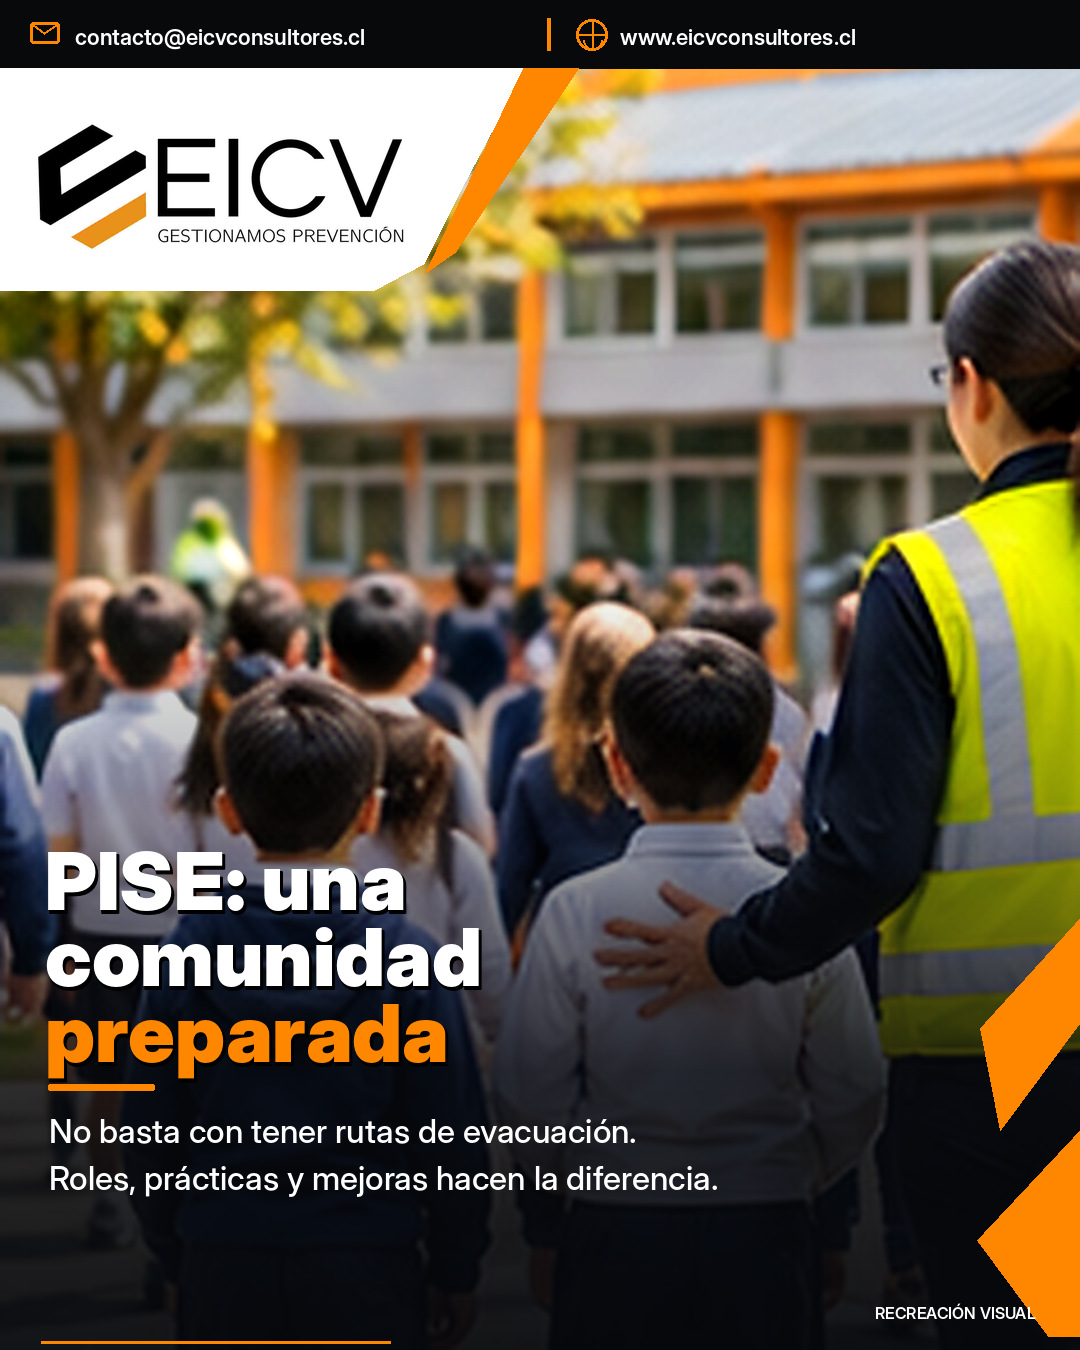 contacto@eicvconsultores.cl
www.eicvconsultores.cl
EICV
GESTIONAMOS PREVENCIÓN
PISE: una
comunidad
preparada
No basta con tener rutas de evacuación.
Roles, prácticas y mejoras hacen la diferencia.
RECREACIÓN VISUAL